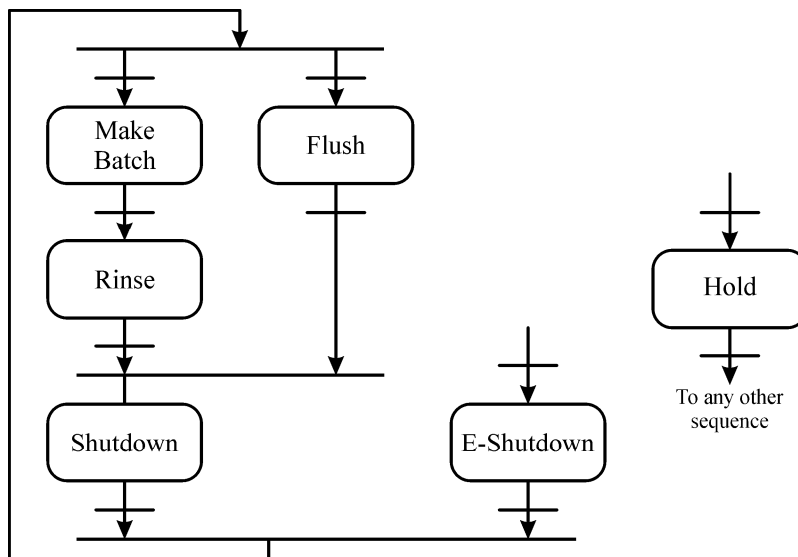 Make
Batch
Flush
Rinse
Hold
To any other
sequence
Shutdown
E-Shutdown